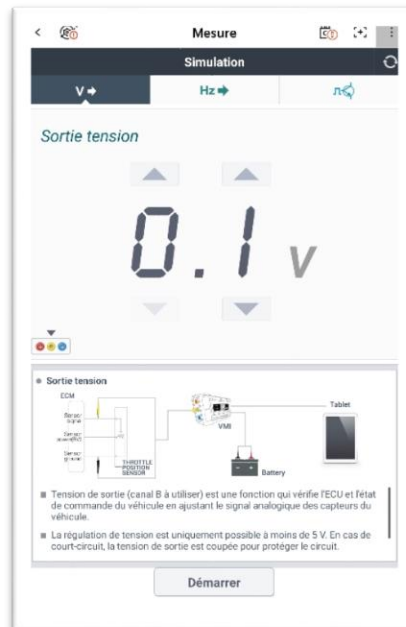 Mesure
Simulation
V
Hz
Sortie tension
0.1 V
Sortie tension
ECM
Tablet
VMI
THROTTLE
POSITION
SENSOR
Battery
Tension de sortie (canal B à utiliser) est une fonction qui vérifie l'ECU et l'état
de commande du véhicule en ajustant le signal analogique des capteurs du
véhicule.
La régulation de tension est uniquement possible à moins de 5 V. En cas de
court-circuit, la tension de sortie est coupée pour protéger le circuit.
Démarrer